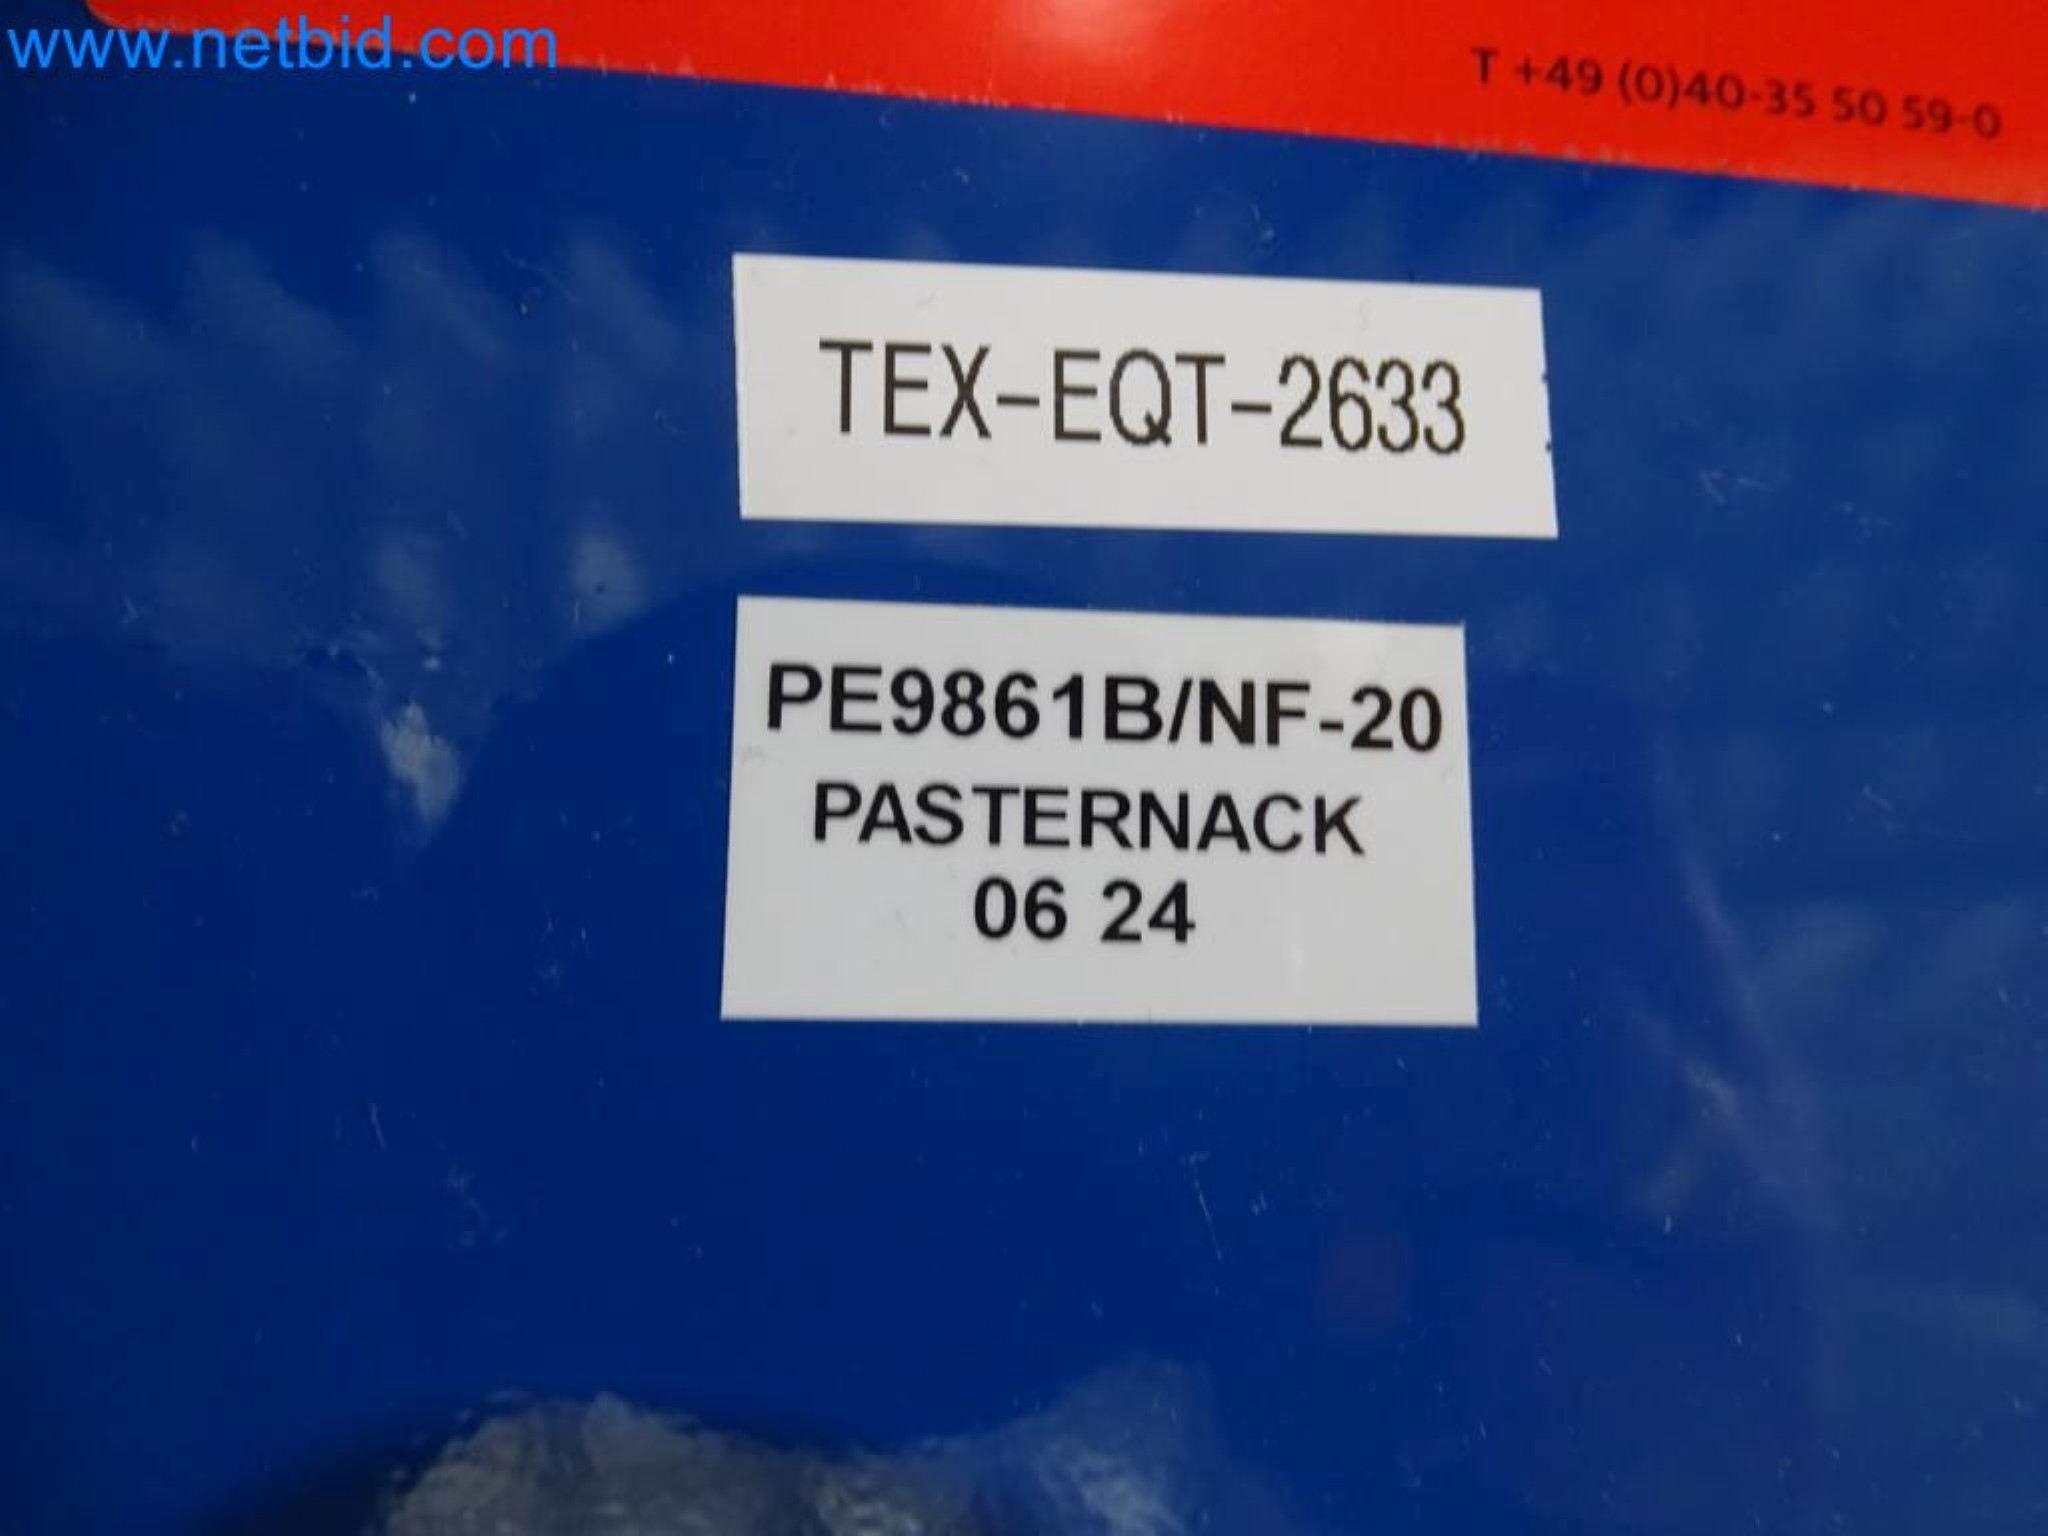 www.netbid.com
T +49 (0)40-35 50 59-0
TEX-EQT-2633
PE9861B/NF-20
PASTERNACK
06 24